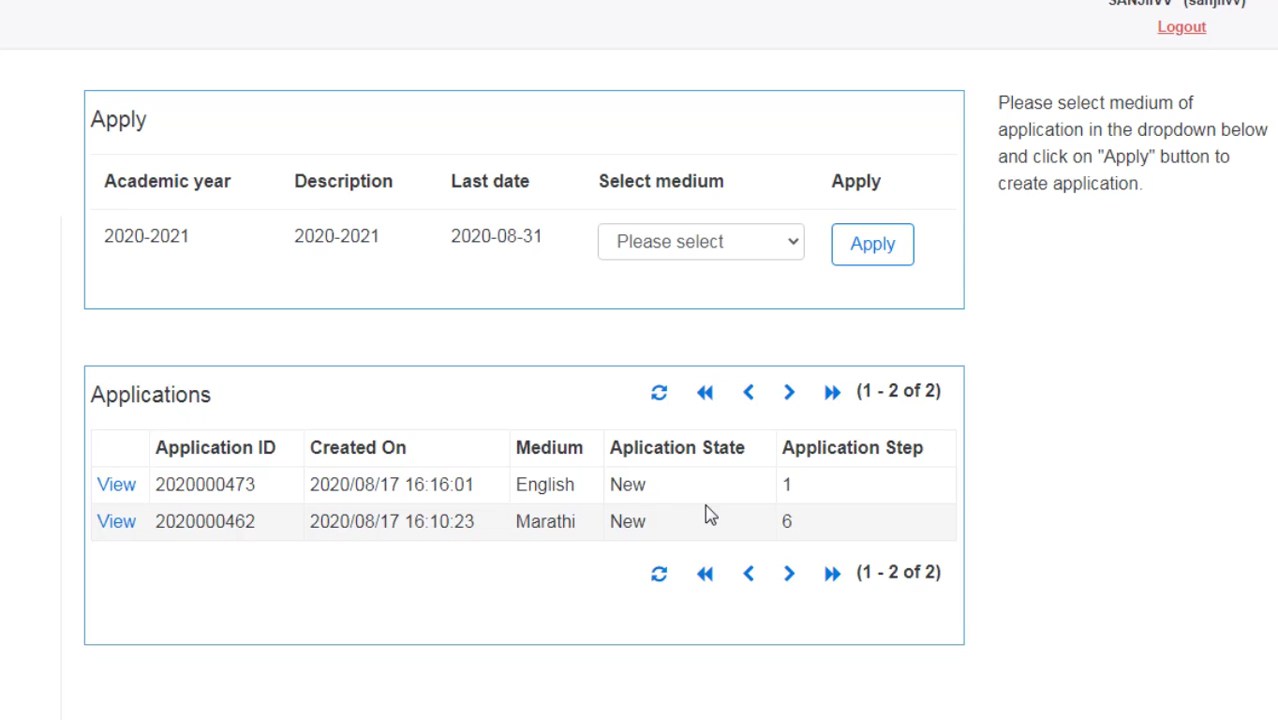 SANJIIVV (sanjiivv)
Logout
Apply
Academic year Description Last date Select medium Apply
2020-2021 2020-2021 2020-08-31 Please select Apply
Please select medium of
application in the dropdown below
and click on "Apply" button to
create application.
Applications (1 - 2 of 2)
Application ID Created On Medium Aplication State Application Step
View 2020000473 2020/08/17 16:16:01 English New 1
View 2020000462 2020/08/17 16:10:23 Marathi New 6
(1 - 2 of 2)